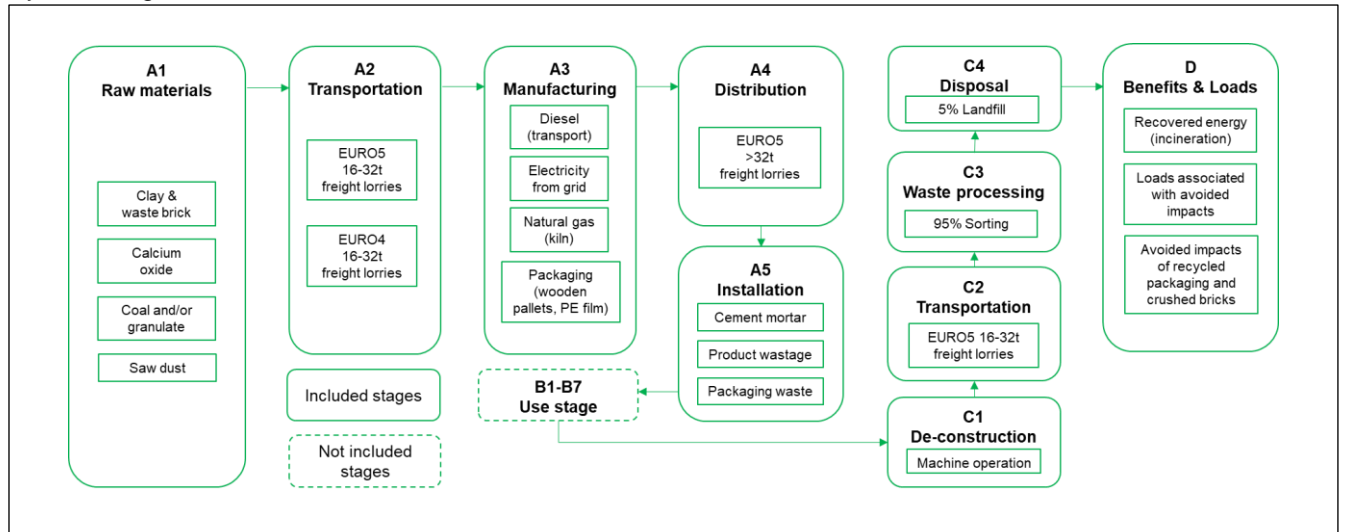 A1
Raw materials
Clay &
waste brick
Calcium
oxide
Coal and/or
granulate
Saw dust
A2
Transportation
EURO5
16-32t
freight lorries
EURO4
16-32t
freight lorries
Included stages
Not included
stages
A3
Manufacturing
Diesel
(transport)
Electricity
from grid
Natural gas
(kiln)
Packaging
(wooden
pallets, PE film)
A4
Distribution
EURO5
>32t
freight lorries
A5
Installation
Cement mortar
Product wastage
Packaging waste
B1-B7
Use stage
C1
De-construction
Machine operation
C2
Transportation
EURO5 16-32t
freight lorries
C3
Waste processing
95% Sorting
C4
Disposal
5% Landfill
D
Benefits & Loads
Recovered energy
(incineration)
Loads associated
with avoided
impacts
Avoided impacts
of recycled
packaging and
crushed bricks